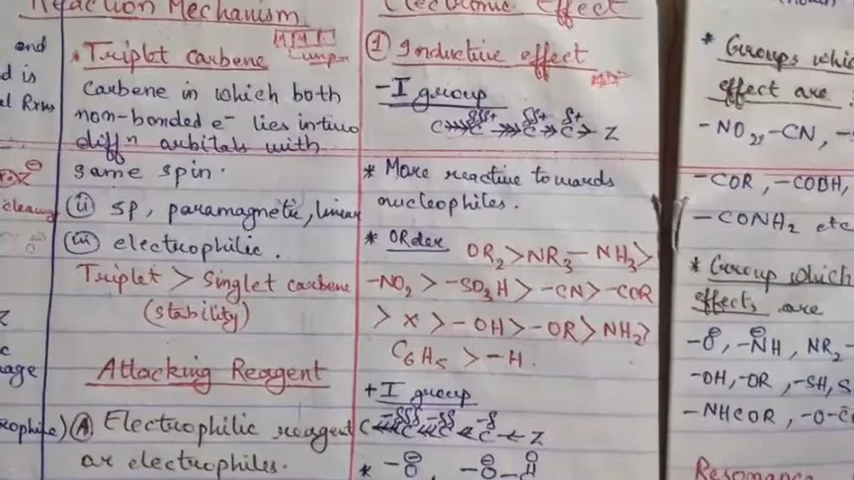 Reaction Mechanism
and
Triplet carbene
d is
carbene in which both
non-bonded e⁻ lies in two
diffⁿ orbitals with
same spin.
(ii) sp, paramagnetic, linear
(iii) electrophilic.
Triplet > Singlet carbene
(stability)
Attacking Reagent
(A) Electrophilic reagent
or electrophiles.
Electronic Effect
① Inductive effect
-I group
C→→→C→→→C→C→Z
* More reactive towards
nucleophiles.
* ORder OR₂>NR₃— NH₃>
-NO₂ > -SO₃H > -CN > -COR
> X > -OH > -OR > NH₂>
C₆H₅ > -H.
+I group
* Groups which
effect are
-NO₂, -CN,
-COR, -COOH,
-CONH₂ etc
* Group which
effects are
-OH, -OR, -SH, S
-NHCOR,
Resonance